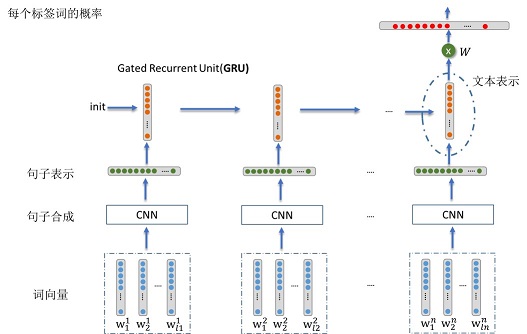 每个标签词的概率
x W
Gated Recurrent Unit(GRU)
文本表示
init
....
句子表示
....
句子合成 CNN CNN .... CNN
词向量
....
w_1^1 w_2^1 w_{l1}^1 w_1^2 w_2^2 w_{l2}^2 w_1^n w_2^n w_{ln}^n